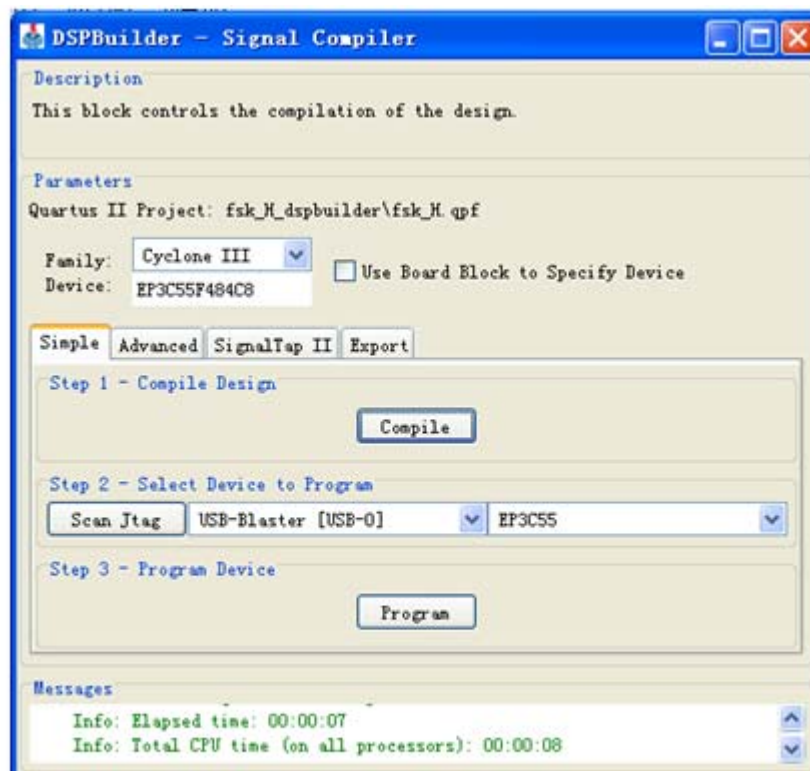 DSPBuilder - Signal Compiler
Description
This block controls the compilation of the design.
Parameters
Quartus II Project: fsk_M_dspbuilder\fsk_M.qpf
Family: Cyclone III
Use Board Block to Specify Device
Device: EP3C55F484C8
Simple Advanced SignalTap II Export
Step 1 - Compile Design
Compile
Step 2 - Select Device to Program
Scan Jtag USB-Blaster [USB-0] EP3C55
Step 3 - Program Device
Program
Messages
Info: Elapsed time: 00:00:07
Info: Total CPU time (on all processors): 00:00:08